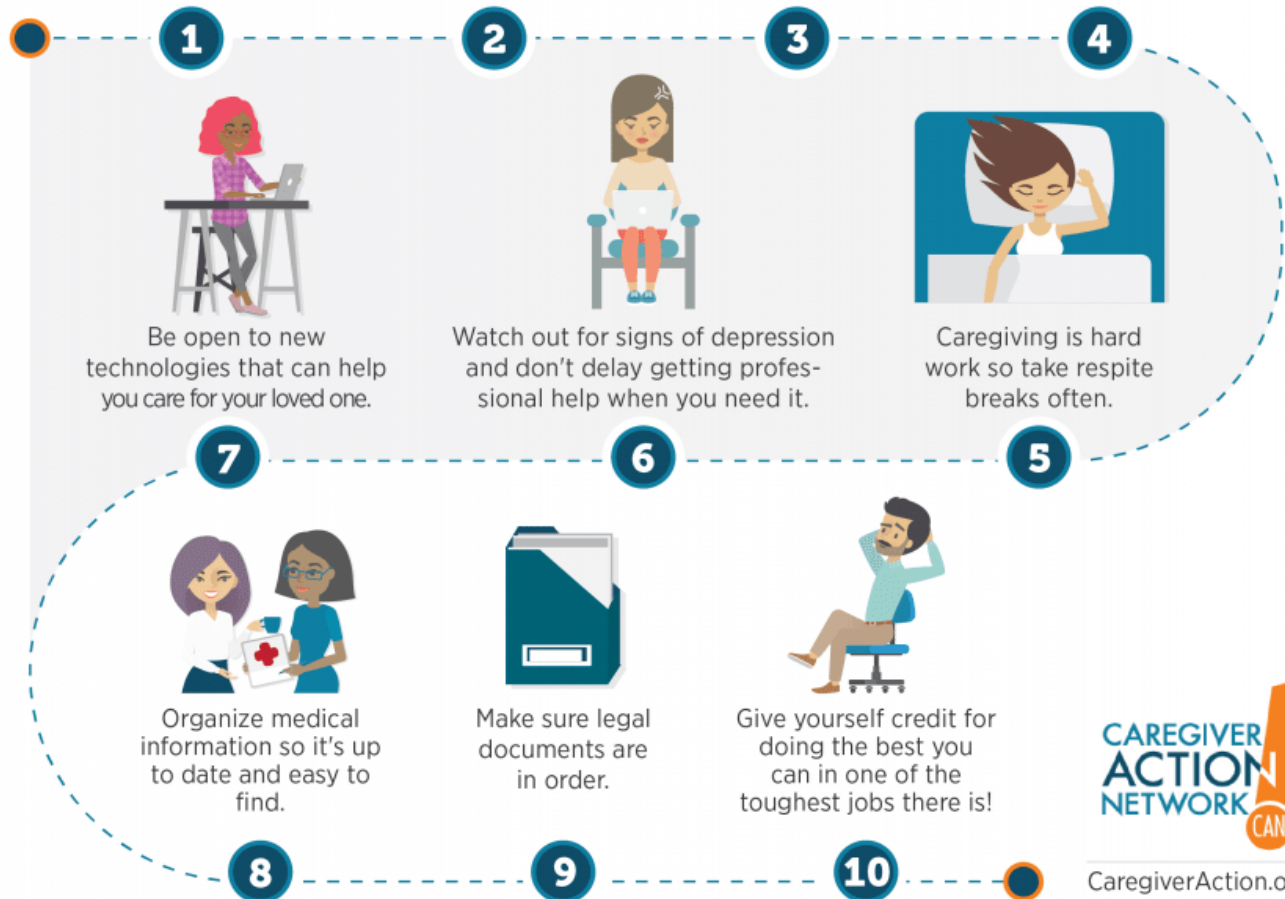 1
2
3
4
Be open to new
technologies that can help
you care for your loved one.
Watch out for signs of depression
and don't delay getting profes-
sional help when you need it.
Caregiving is hard
work so take respite
breaks often.
7
6
5
Organize medical
information so it's up
to date and easy to
find.
Make sure legal
documents are
in order.
Give yourself credit for
doing the best you
can in one of the
toughest jobs there is!
CAREGIVER
ACTION
NETWORK
CAN
8
9
10
CaregiverAction.o